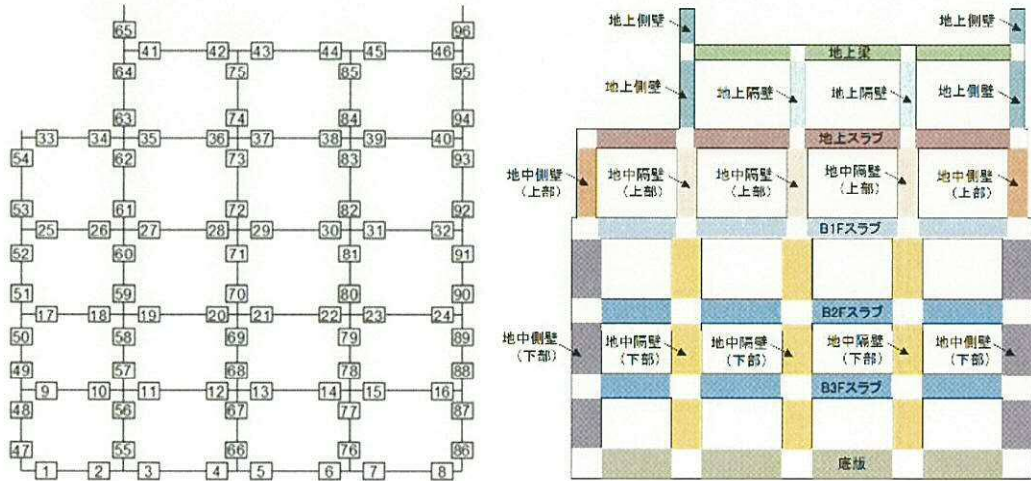 65 96
41 42 43 44 45 46
64 75 85 95
63 74 84 94
33 34 35 36 37 38 39 40
54 62 73 83 93
53 61 72 82 92
25 26 27 28 29 30 31 32
52 60 71 81 91
51 59 70 80 90
17 18 19 20 21 22 23 24
50 58 69 79 89
49 57 68 78 88
9 10 11 12 13 14 15 16
48 56 67 77 87
47 55 66 76 86
1 2 3 4 5 6 7 8
地上側壁 地上側壁
地上梁
地上側壁 地上隔壁 地上隔壁 地上側壁
地上スラブ
地中側壁 地中隔壁 地中隔壁 地中隔壁 地中側壁
(上部) (上部) (上部) (上部) (上部)
B1Fスラブ
B2Fスラブ
地中側壁 地中隔壁 地中隔壁 地中隔壁 地中側壁
(下部) (下部) (下部) (下部) (下部)
B3Fスラブ
底版